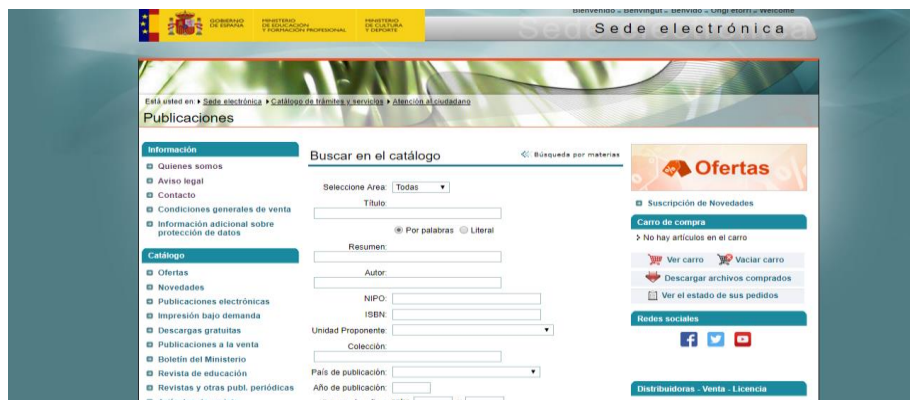 Bienvenido - Benvingut - Benvido - Ongi etorri - Welcome
GOBIERNO DE ESPAÑA
MINISTERIO DE EDUCACIÓN Y FORMACIÓN PROFESIONAL
MINISTERIO DE CULTURA Y DEPORTE
Sede electrónica
Está usted en: Sede electrónica Catálogo de trámites y servicios Atención al ciudadano
Publicaciones
Información
Quienes somos
Aviso legal
Contacto
Condiciones generales de venta
Información adicional sobre
protección de datos
Catálogo
Ofertas
Novedades
Publicaciones electrónicas
Impresión bajo demanda
Descargas gratuitas
Publicaciones a la venta
Boletín del Ministerio
Revista de educación
Revistas y otras publ. periódicas
Buscar en el catálogo
Búsqueda por materias
Seleccione Area: Todas
Título:
Por palabras Literal
Resumen:
Autor:
NIPO:
ISBN:
Unidad Proponente:
Colección:
País de publicación:
Año de publicación:
Ofertas
Suscripción de Novedades
Carro de compra
No hay artículos en el carro
Ver carro Vaciar carro
Descargar archivos comprados
Ver el estado de sus pedidos
Redes sociales
Distribuidoras - Venta - Licencia